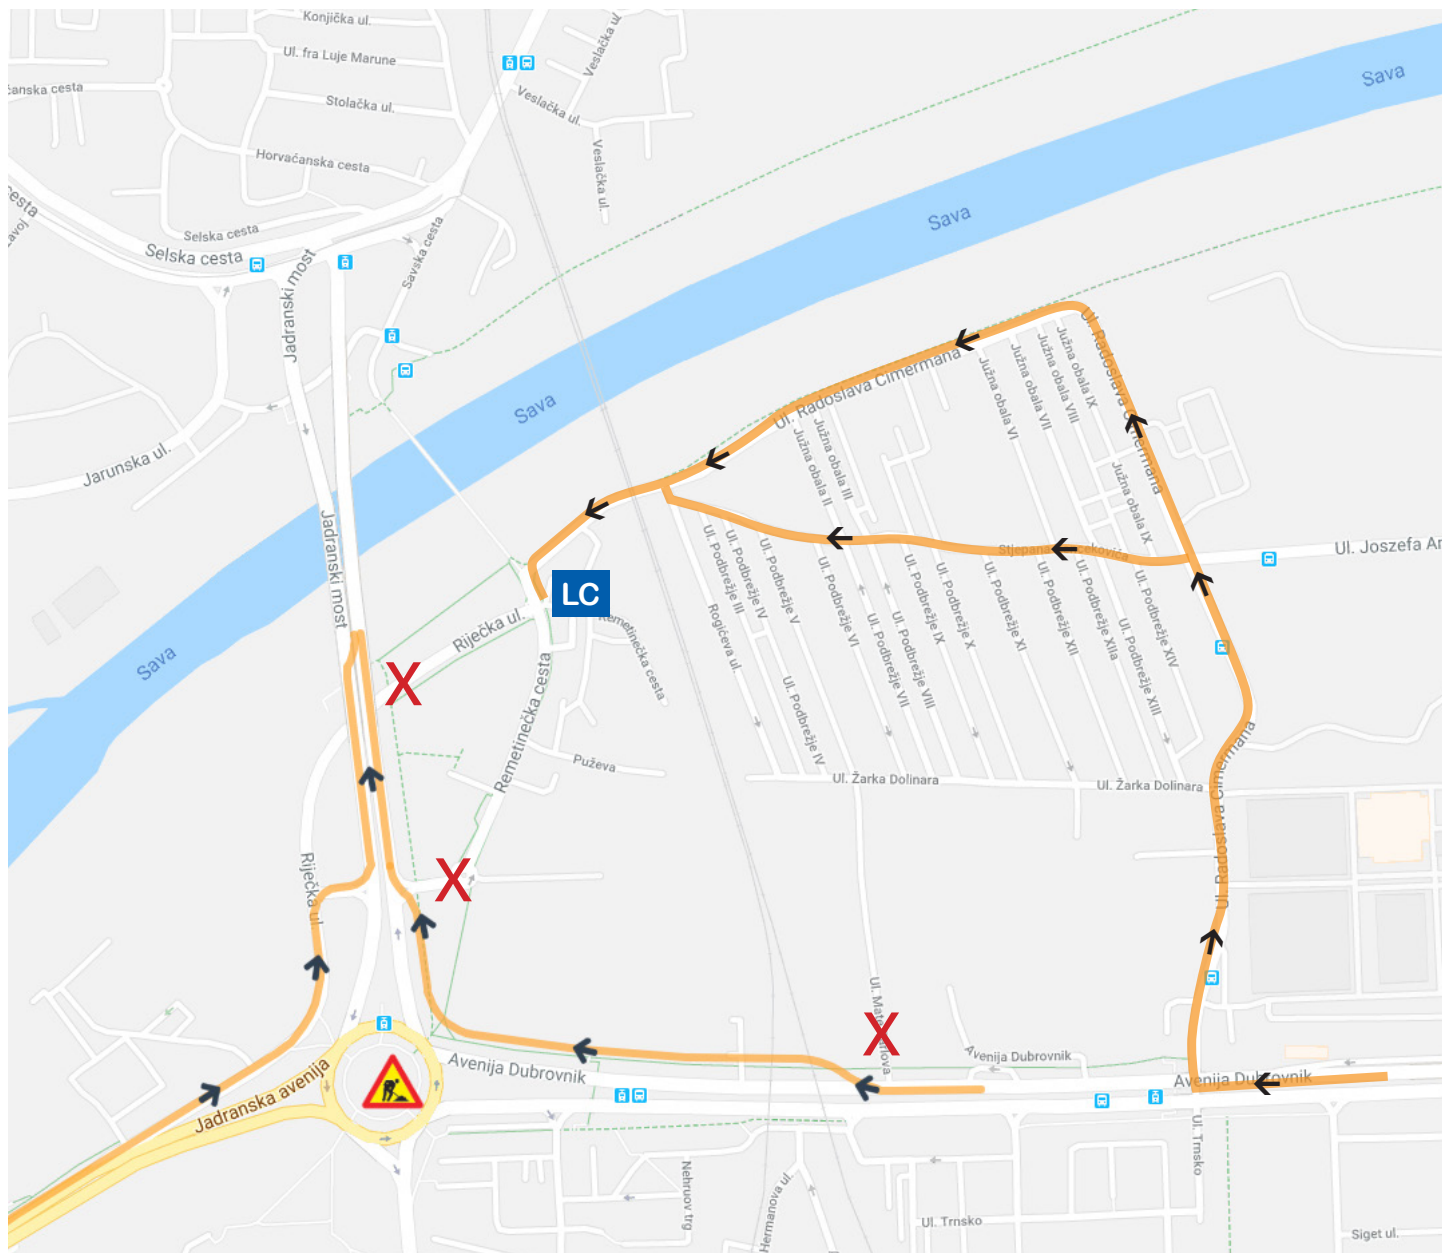 Konjička ul.
Ul. fra Luje Marune
Veslačka ul.
Sava
Stolačka ul.
Veslačka ul.
Horvaćanska cesta
Veslačka ul.
cesta
Sava
Selska cesta
Savska cesta
Selska cesta
Jadranski most
Ul. Radoslava Cimermana
Južna obala IX
Južna obala VIII
Južna obala VII
Južna obala VI
Ul. Radoslava Cimermana
Sava
Južna obala III
Južna obala II
Jarunska ul.
Južna obala IX
Jadranski most
Ul. Joszefa
Ul. Podbrežje III
Ul. Podbrežje IV
Ul. Podbrežje V
Ul. Podbrežje VI
Ul. Podbrežje IX
Ul. Podbrežje X
Ul. Podbrežje XI
Ul. Podbrežje XII
Ul. Podbrežje XIIa
Ul. Podbrežje XIV
LC
Rogićeva ul.
Ul. Podbrežje VII
Ul. Podbrežje VIII
Ul. Podbrežje XIII
Riječka ul.
Remetinečka cesta
Sava
Remetinečka cesta
X
Ul. Podbrežje IV
Puževa
Ul. Žarka Dolinara
Ul. Žarka Dolinara
Ul. Radoslava Cimermana
Riječka ul.
X
X
Avenija Dubrovnik
Avenija Dubrovnik
Avenija Dubrovnik
Jadranska avenija
Ul. Trnsko
Nehruov trg
Hermanova ul.
Ul. Trnsko
Siget ul.